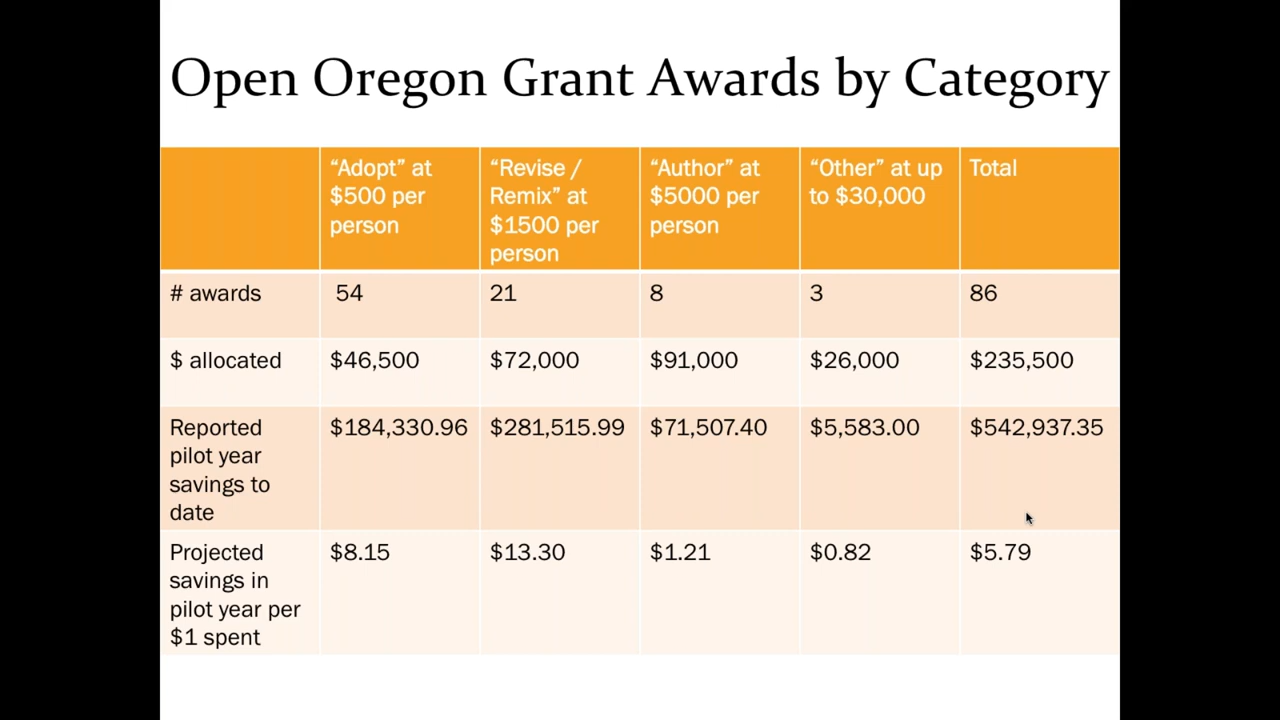 Open Oregon Grant Awards by Category
“Adopt” at
$500 per
person
“Revise /
Remix” at
$1500 per
person
“Author” at
$5000 per
person
“Other” at up
to $30,000
Total
# awards
54
21
8
3
86
$ allocated
$46,500
$72,000
$91,000
$26,000
$235,500
Reported
pilot year
savings to
date
$184,330.96
$281,515.99
$71,507.40
$5,583.00
$542,937.35
Projected
savings in
pilot year per
$1 spent
$8.15
$13.30
$1.21
$0.82
$5.79